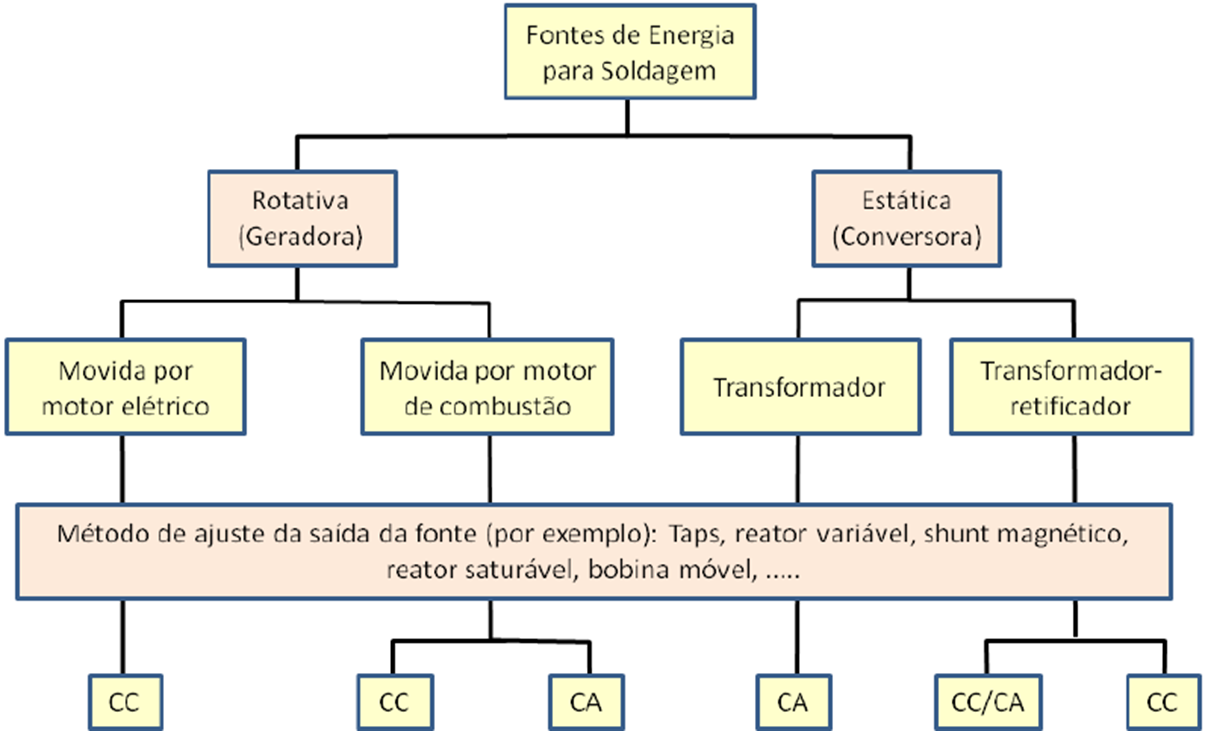 Fontes de Energia
para Soldagem
Rotativa
(Geradora)
Estática
(Conversora)
Movida por
motor elétrico
Movida por motor
de combustão
Transformador
Transformador-
retificador
Método de ajuste da saída da fonte (por exemplo): Taps, reator variável, shunt magnético,
reator saturável, bobina móvel, .....
CC
CC
CA
CA
CC/CA
CC